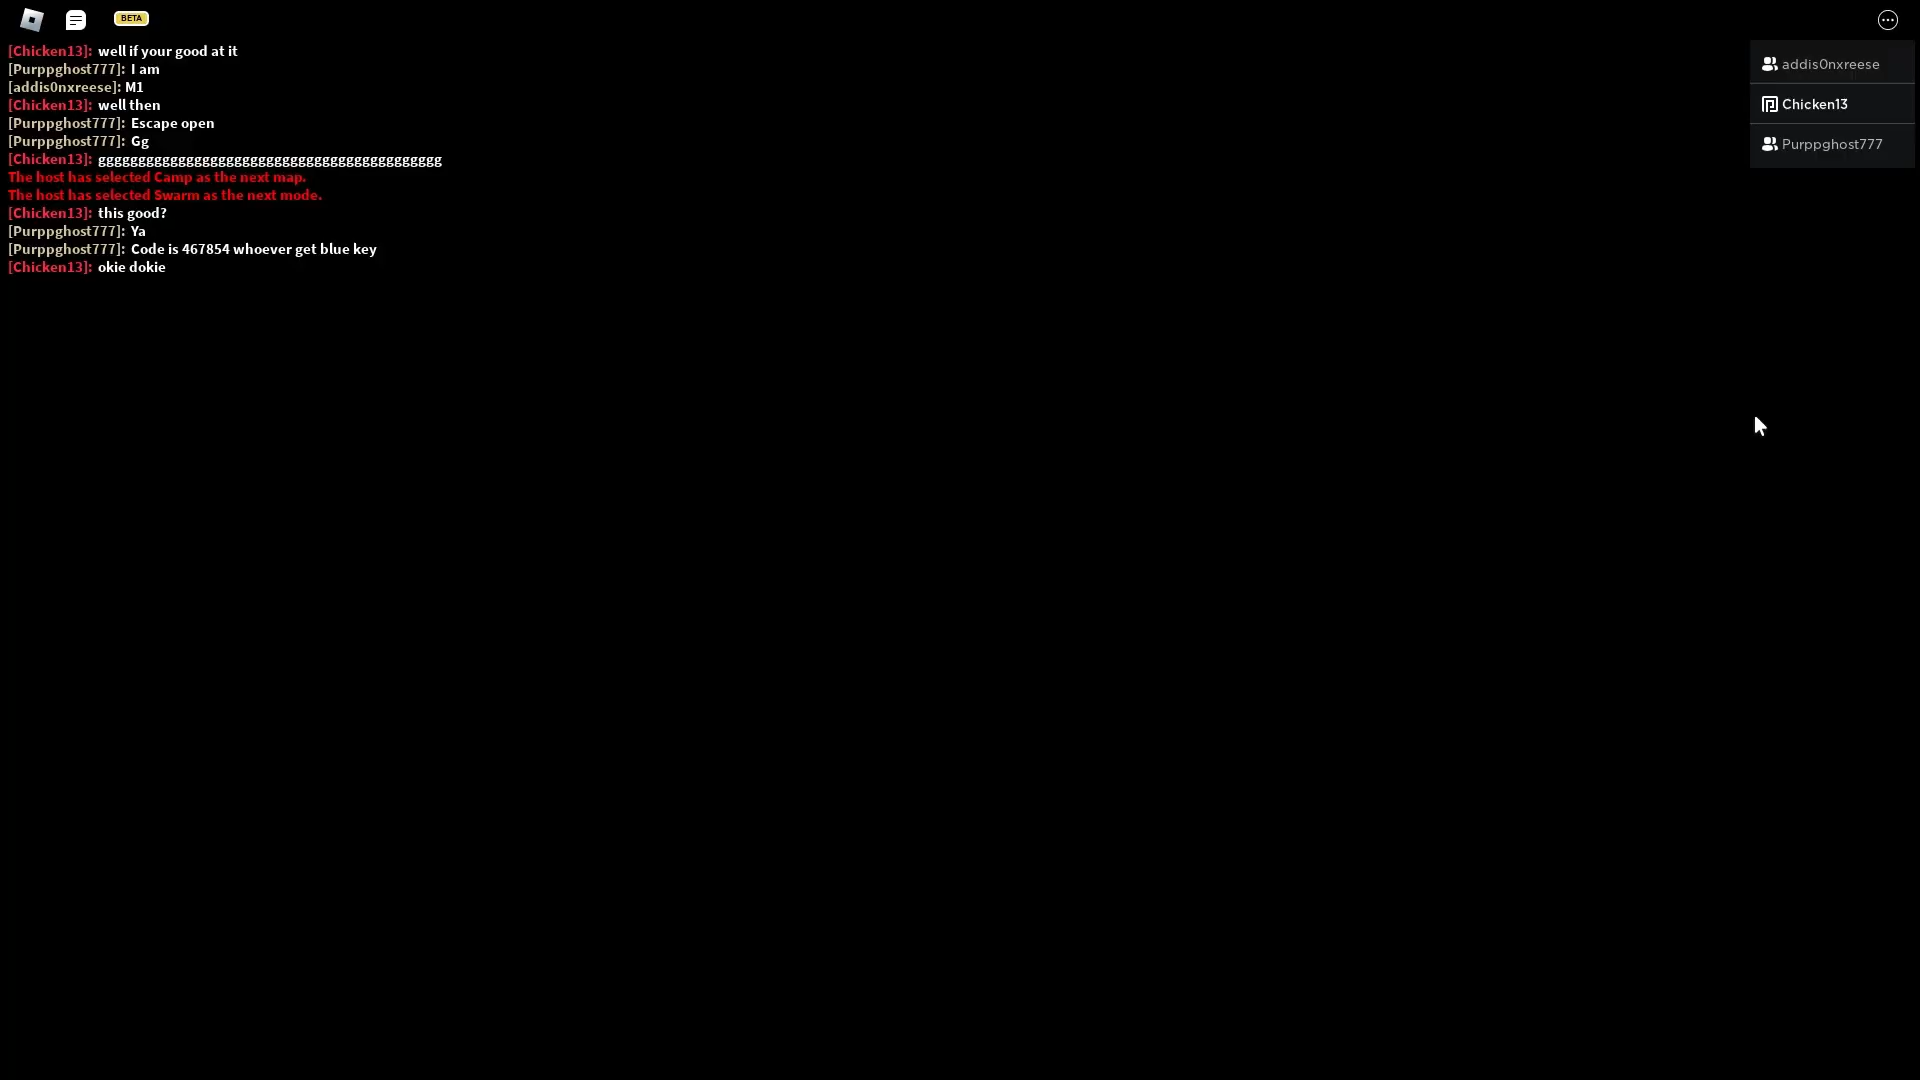 BETA
[Chicken13]: well if your good at it
[Purppghost777]: I am
[addis0nxreese]: M1
[Chicken13]: well then
[Purppghost777]: Escape open
[Purppghost777]: Gg
[Chicken13]: ggggggggggggggggggggggggggggggggggggggggggg
The host has selected Camp as the next map.
The host has selected Swarm as the next mode.
[Chicken13]: this good?
[Purppghost777]: Ya
[Purppghost777]: Code is 467854 whoever get blue key
[Chicken13]: okie dokie
addis0nxreese
Chicken13
Purppghost777